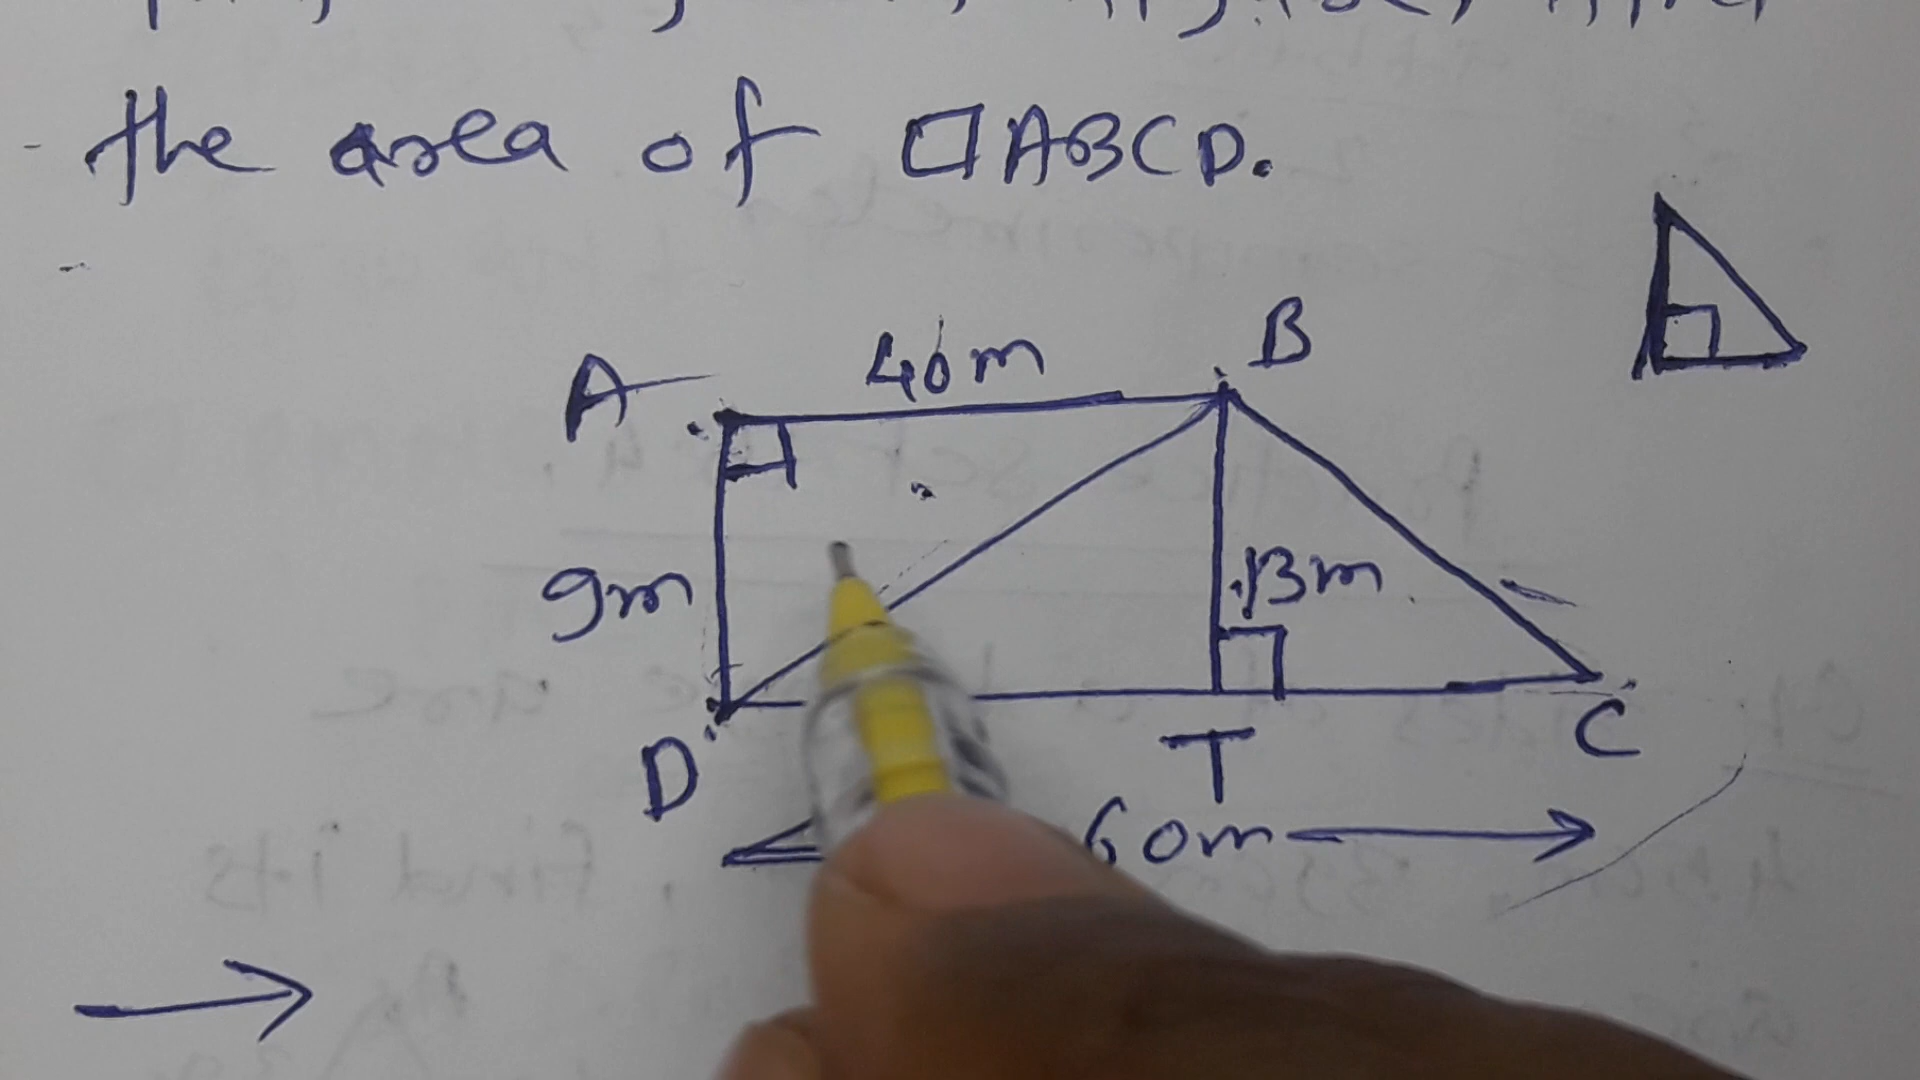 the area of □ABCD.
A 40m B
9m 13m
D T C
60m